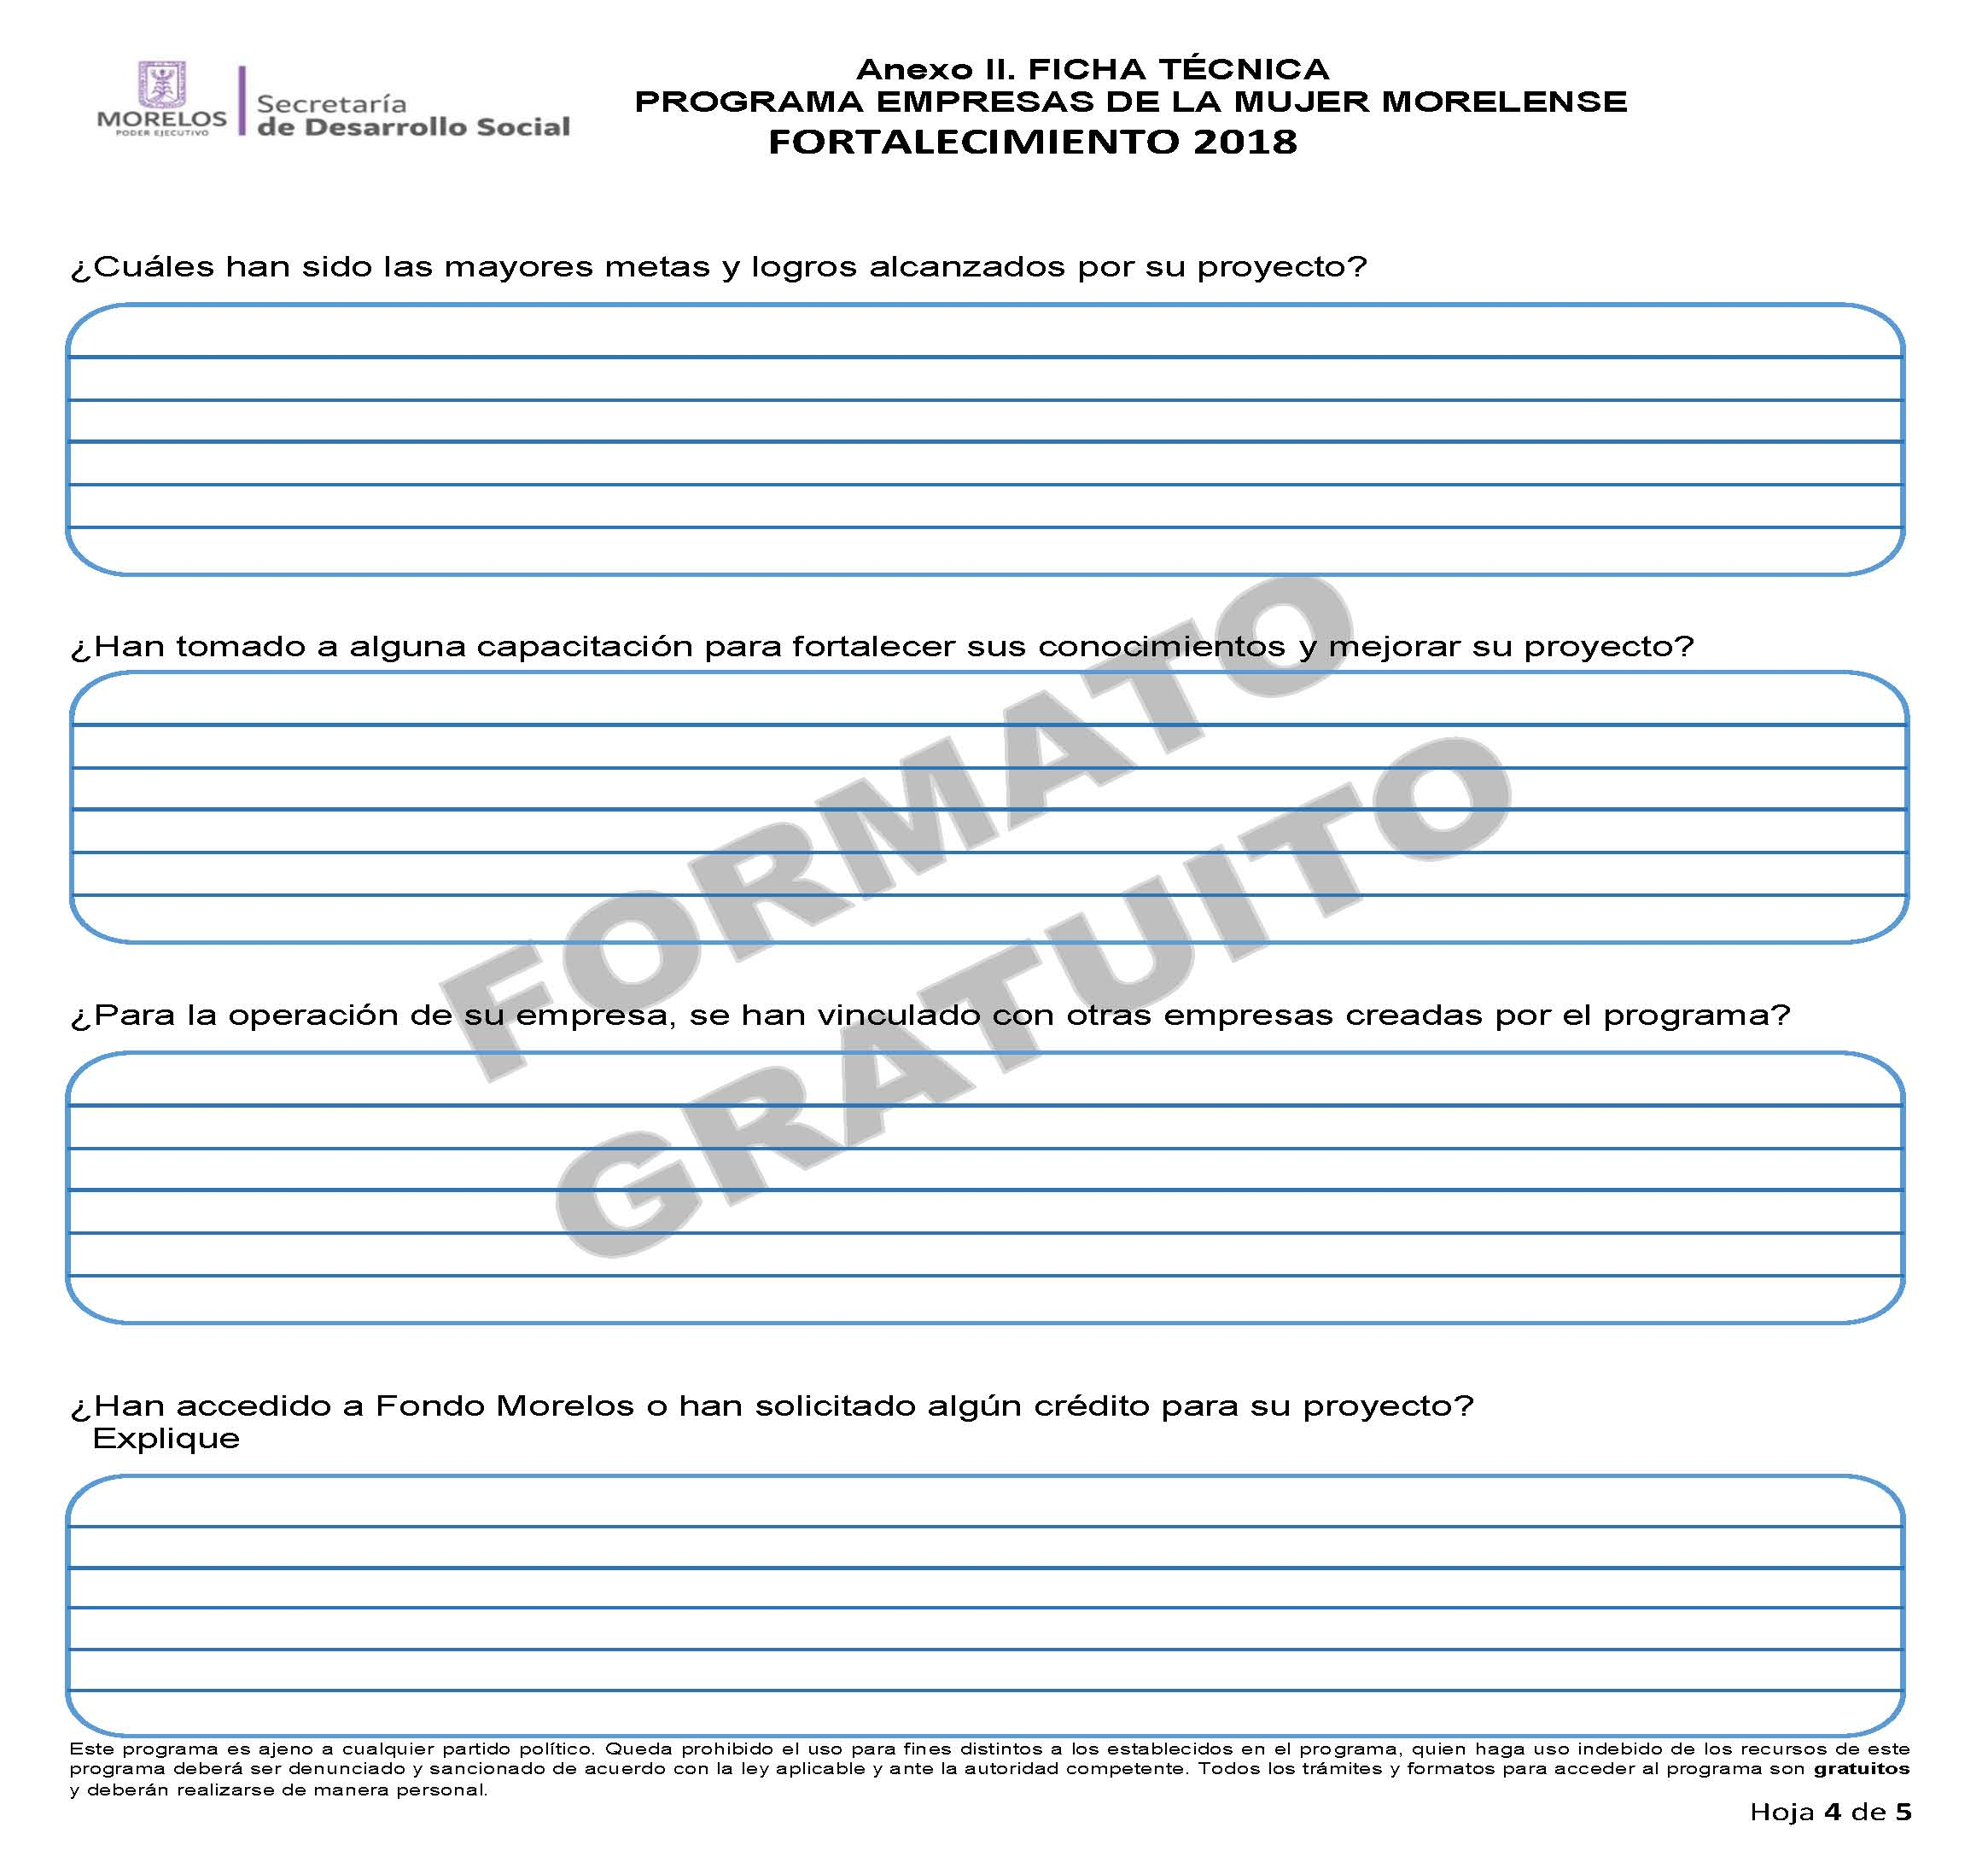 MORELOS
PODER EJECUTIVO
Secretaría
de Desarrollo Social
Anexo II. FICHA TÉCNICA
PROGRAMA EMPRESAS DE LA MUJER MORELENSE
FORTALECIMIENTO 2018
¿Cuáles han sido las mayores metas y logros alcanzados por su proyecto?
¿Han tomado a alguna capacitación para fortalecer sus conocimientos y mejorar su proyecto?
FORMATO
GRATUITO
¿Para la operación de su empresa, se han vinculado con otras empresas creadas por el programa?
¿Han accedido a Fondo Morelos o han solicitado algún crédito para su proyecto?
Explique
Este programa es ajeno a cualquier partido político. Queda prohibido el uso para fines distintos a los establecidos en el programa, quien haga uso indebido de los recursos de este
programa deberá ser denunciado y sancionado de acuerdo con la ley aplicable y ante la autoridad competente. Todos los trámites y formatos para acceder al programa son gratuitos
y deberán realizarse de manera personal.
Hoja 4 de 5